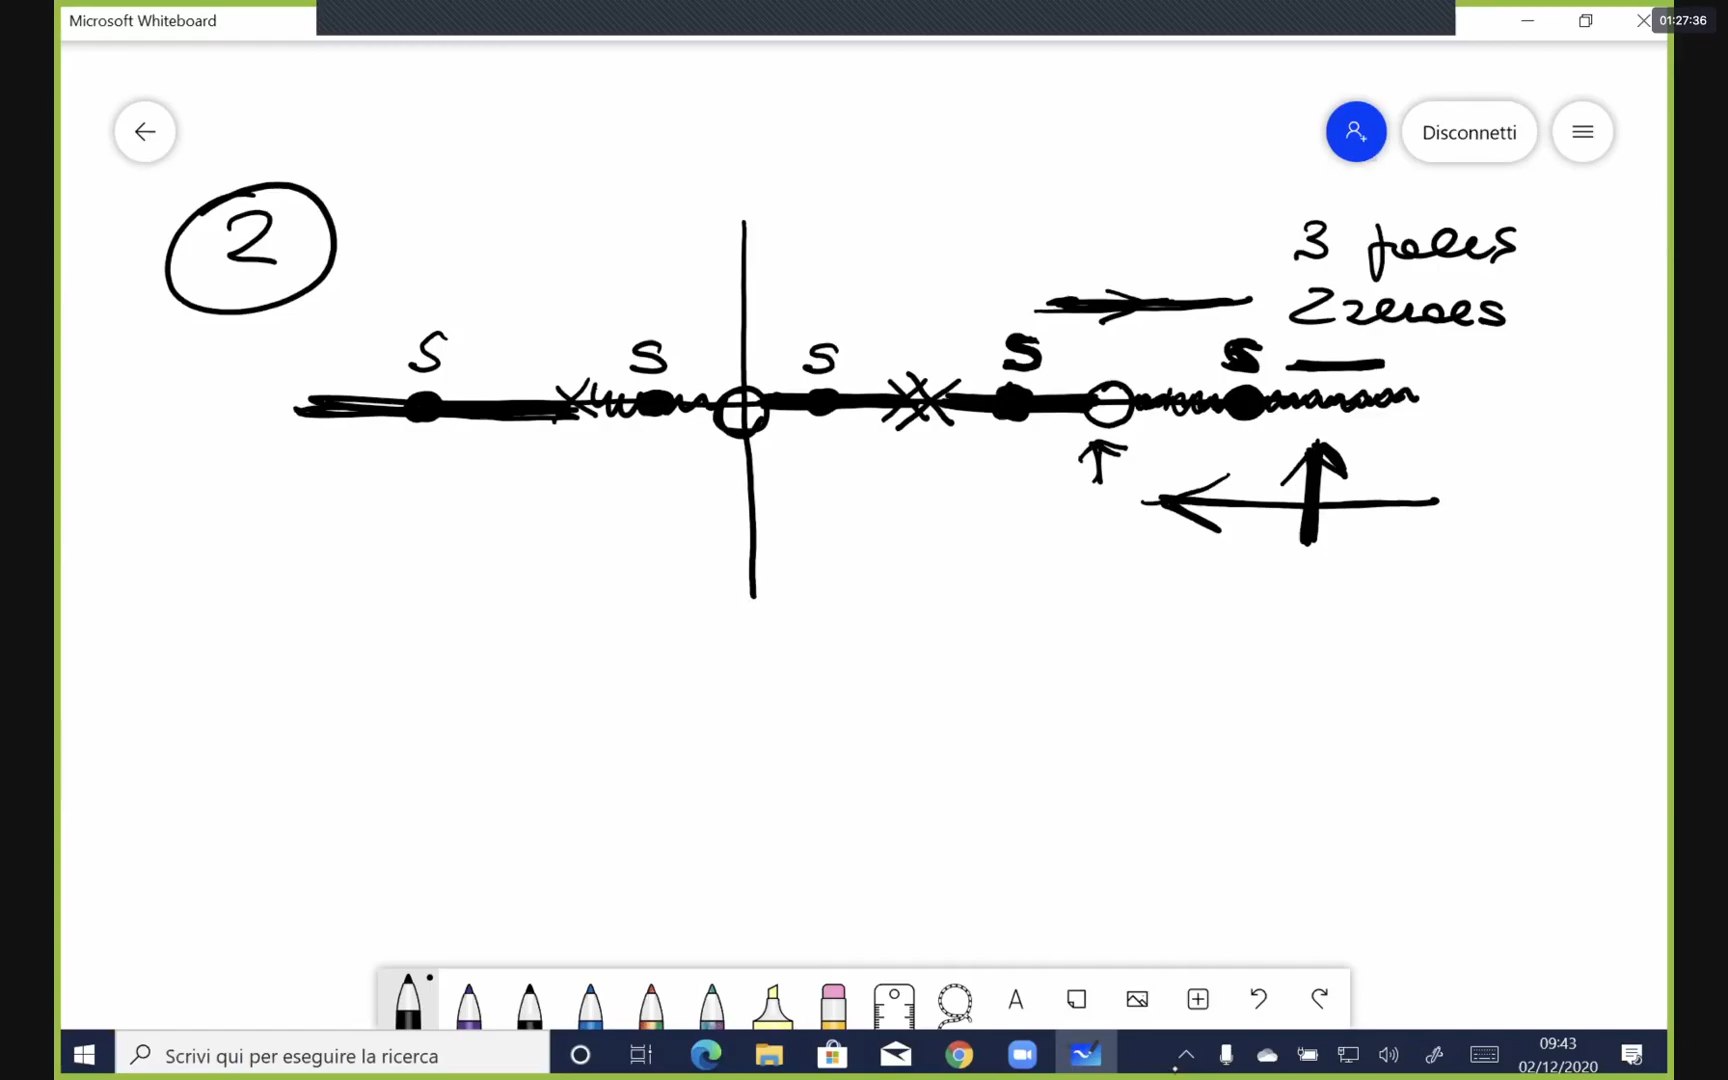 Microsoft Whiteboard
01:27:36
Disconnetti
2
3 poles
2 zeroes
S S S S S
A
Scrivi qui per eseguire la ricerca
09:43
02/12/2020